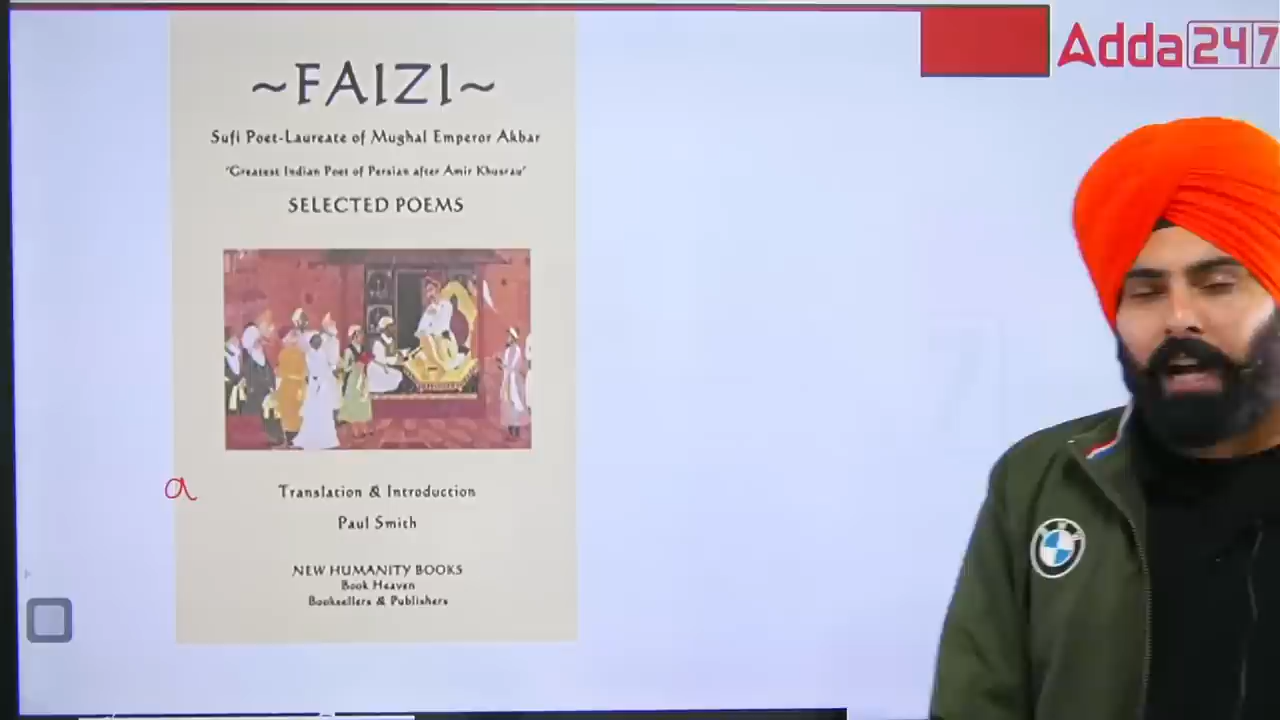 ~FAIZI~
Sufi Poet-Laureate of Mughal Emperor Akbar
'Greatest Indian Poet of Persian after Amir Khusrau'
SELECTED POEMS
a
Translation & Introduction
Paul Smith
NEW HUMANITY BOOKS
Book Heaven
Booksellers & Publishers
Adda247
BMW